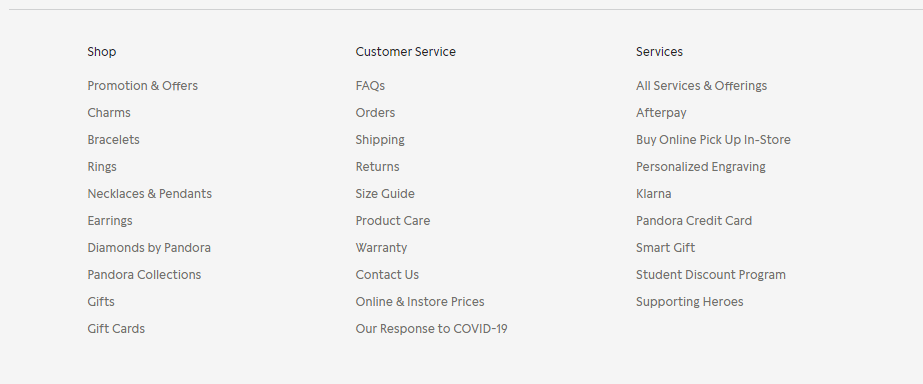 Shop
Promotion & Offers
Charms
Bracelets
Rings
Necklaces & Pendants
Earrings
Diamonds by Pandora
Pandora Collections
Gifts
Gift Cards
Customer Service
FAQs
Orders
Shipping
Returns
Size Guide
Product Care
Warranty
Contact Us
Online & Instore Prices
Our Response to COVID-19
Services
All Services & Offerings
Afterpay
Buy Online Pick Up In-Store
Personalized Engraving
Klarna
Pandora Credit Card
Smart Gift
Student Discount Program
Supporting Heroes